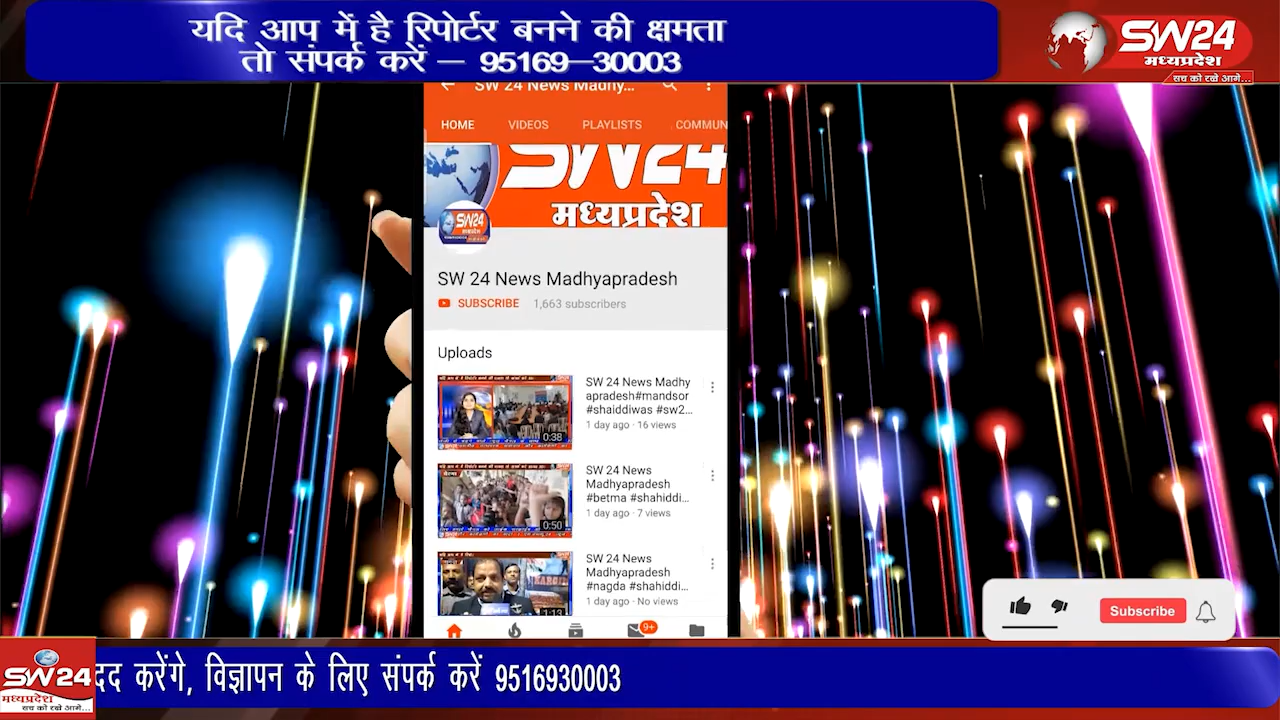 यदि आप में है रिपोर्टर बनने की क्षमता
तो संपर्क करें – 95169–30003
SW24
मध्यप्रदेश
सच को रखे आगे...
SW 24 News Madhy...
HOME VIDEOS PLAYLISTS COMMUN
SW24
मध्यप्रदेश
SW24
SW 24 News Madhyapradesh
SUBSCRIBE 1,663 subscribers
Uploads
SW 24 News Madhy
apradesh#mandsor
#shaiddiwas #sw2...
1 day ago · 16 views
0:38
SW 24 News
Madhyapradesh
#betma #shahiddi...
1 day ago · 7 views
0:50
SW 24 News
Madhyapradesh
#nagda #shahiddi...
1 day ago · No views
1:13
9+
Subscribe
SW24
मध्यप्रदेश
सच को रखे आगे...
दद करेंगे, विज्ञापन के लिए संपर्क करें 9516930003